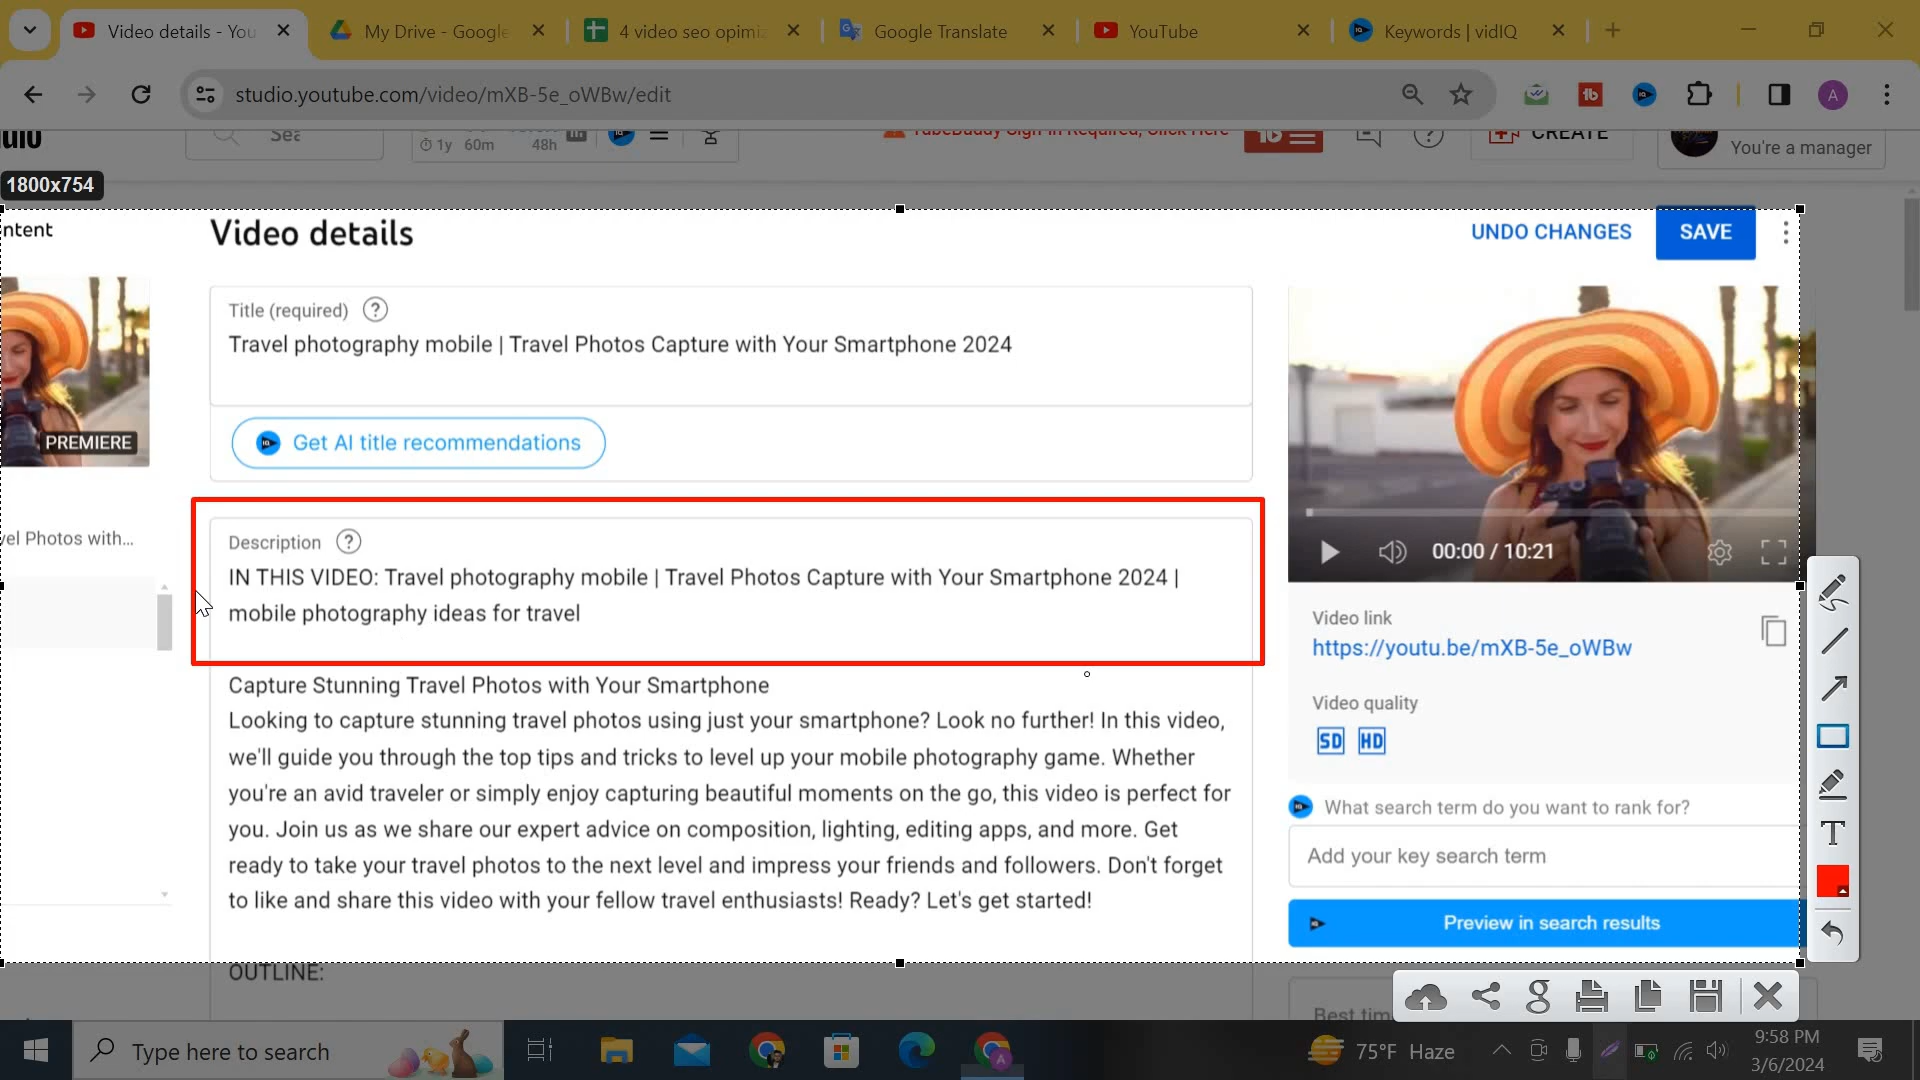 Video details - You
My Drive - Google
4 video seo opimiz
Google Translate
YouTube
Keywords | vidIQ
studio.youtube.com/video/mXB-5e_oWBw/edit
A
1y 60m 48h
TubeBuddy Sign In Required, Click Here
CREATE
You're a manager
1800x754
ntent
Video details
UNDO CHANGES
SAVE
Title (required)
Travel photography mobile | Travel Photos Capture with Your Smartphone 2024
PREMIERE
Get AI title recommendations
vel Photos with...
Description
IN THIS VIDEO: Travel photography mobile | Travel Photos Capture with Your Smartphone 2024 |
mobile photography ideas for travel
Capture Stunning Travel Photos with Your Smartphone
Looking to capture stunning travel photos using just your smartphone? Look no further! In this video,
we'll guide you through the top tips and tricks to level up your mobile photography game. Whether
you're an avid traveler or simply enjoy capturing beautiful moments on the go, this video is perfect for
you. Join us as we share our expert advice on composition, lighting, editing apps, and more. Get
ready to take your travel photos to the next level and impress your friends and followers. Don't forget
to like and share this video with your fellow travel enthusiasts! Ready? Let's get started!
OUTLINE:
00:00 / 10:21
Video link
https://youtu.be/mXB-5e_oWBw
Video quality
SD HD
What search term do you want to rank for?
Add your key search term
Preview in search results
Best tim
Type here to search
75°F Haze
9:58 PM
3/6/2024